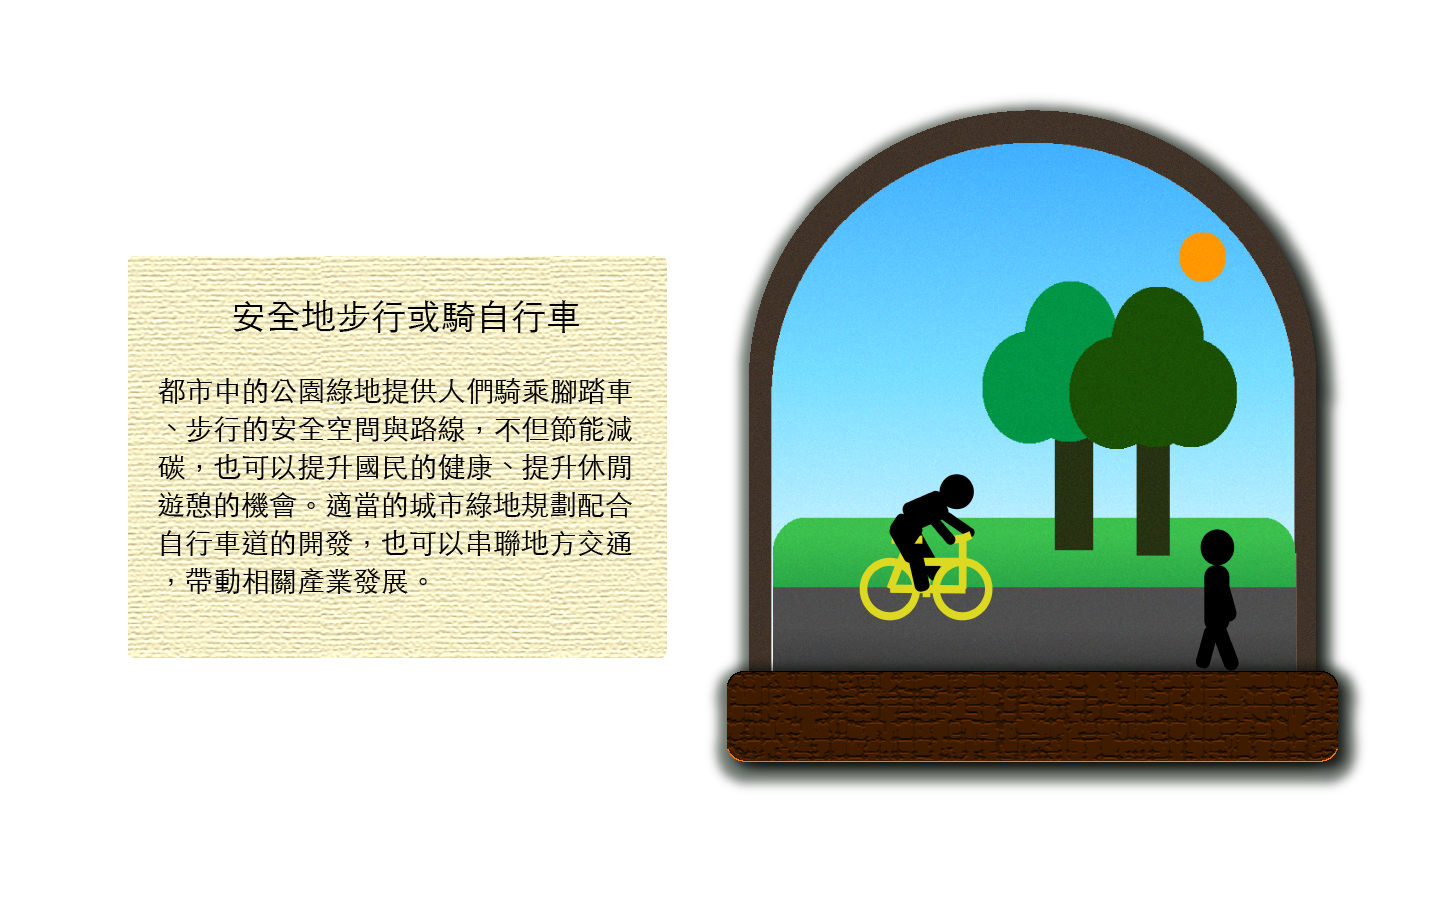 安全地步行或騎自行車
都市中的公園綠地提供人們騎乘腳踏車
、步行的安全空間與路線，不但節能減
碳，也可以提升國民的健康、提升休閒
遊憩的機會。適當的城市綠地規劃配合
自行車道的開發，也可以串聯地方交通
，帶動相關產業發展。